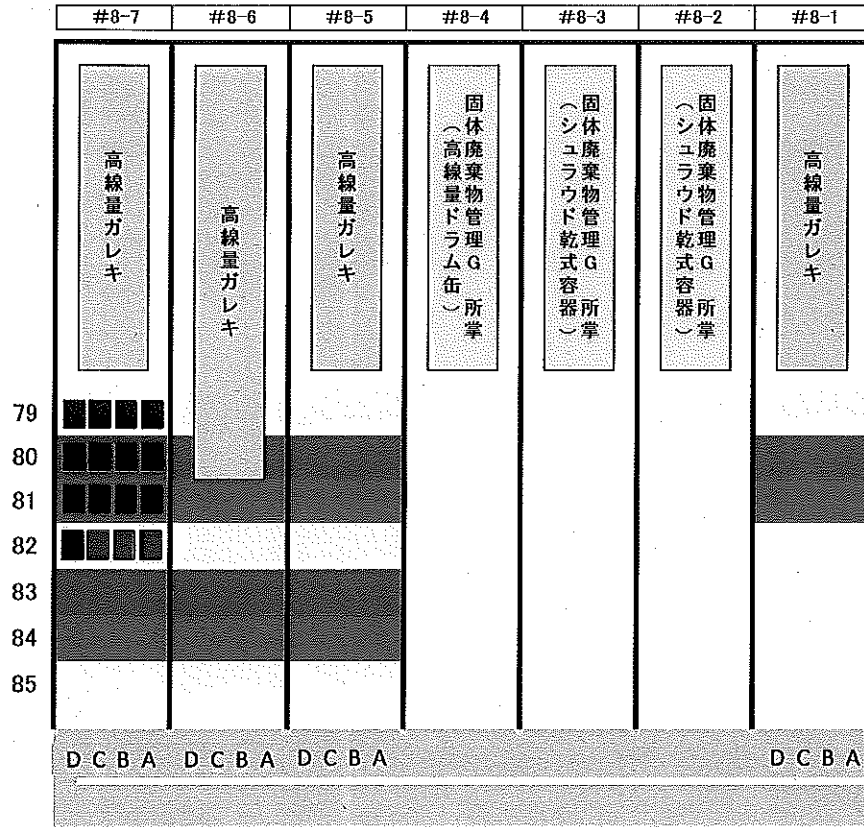 #8-7 #8-6 #8-5 #8-4 #8-3 #8-2 #8-1
高線量ガレキ
高線量ガレキ
高線量ガレキ
固体廃棄物管理G 所掌
(高線量ドラム缶)
固体廃棄物管理G 所掌
(シュラウド乾式容器)
固体廃棄物管理G 所掌
(シュラウド乾式容器)
高線量ガレキ
79
80
81
82
83
84
85
D C B A D C B A D C B A D C B A